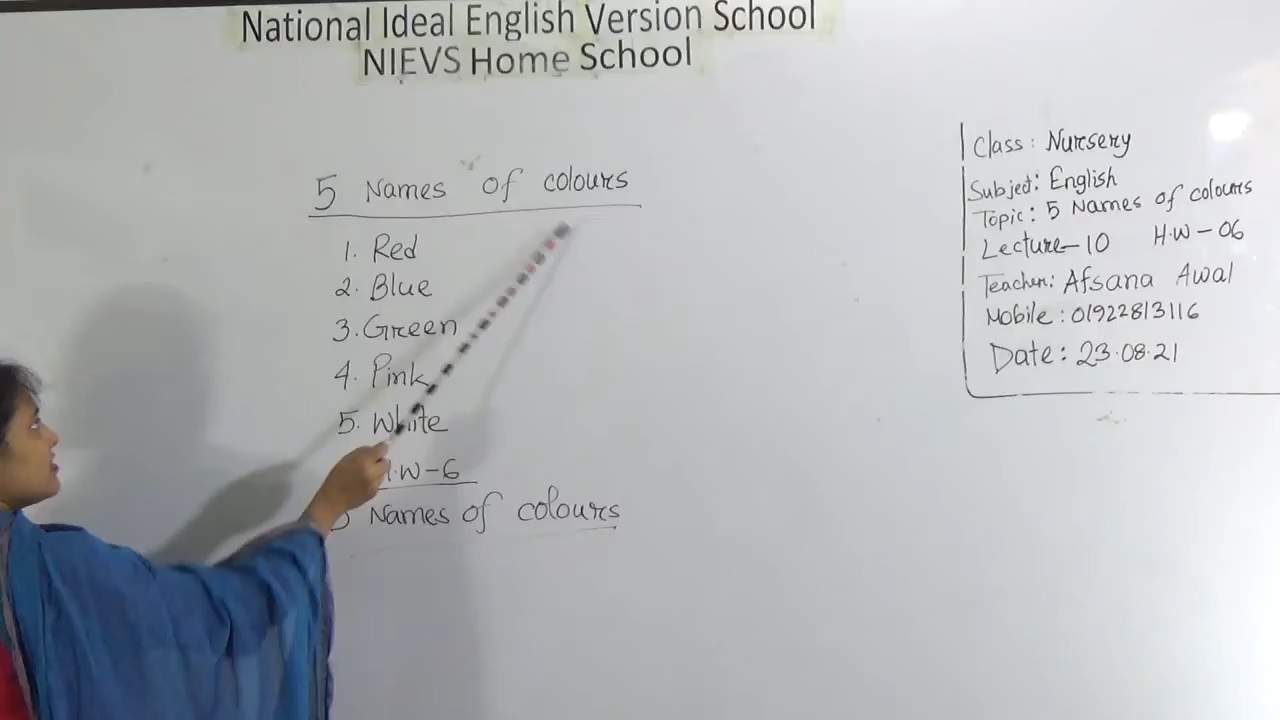 National Ideal English Version School
NIEVS Home School
5 Names of colours
1. Red
2. Blue
3. Green
4. Pink
5. White
H.W-6
5 Names of colours
Class: Nursery
Subject: English
Topic: 5 Names of colours
Lecture-10 H.W-06
Teacher: Afsana Awal
Mobile: 01922813116
Date: 23.08.21